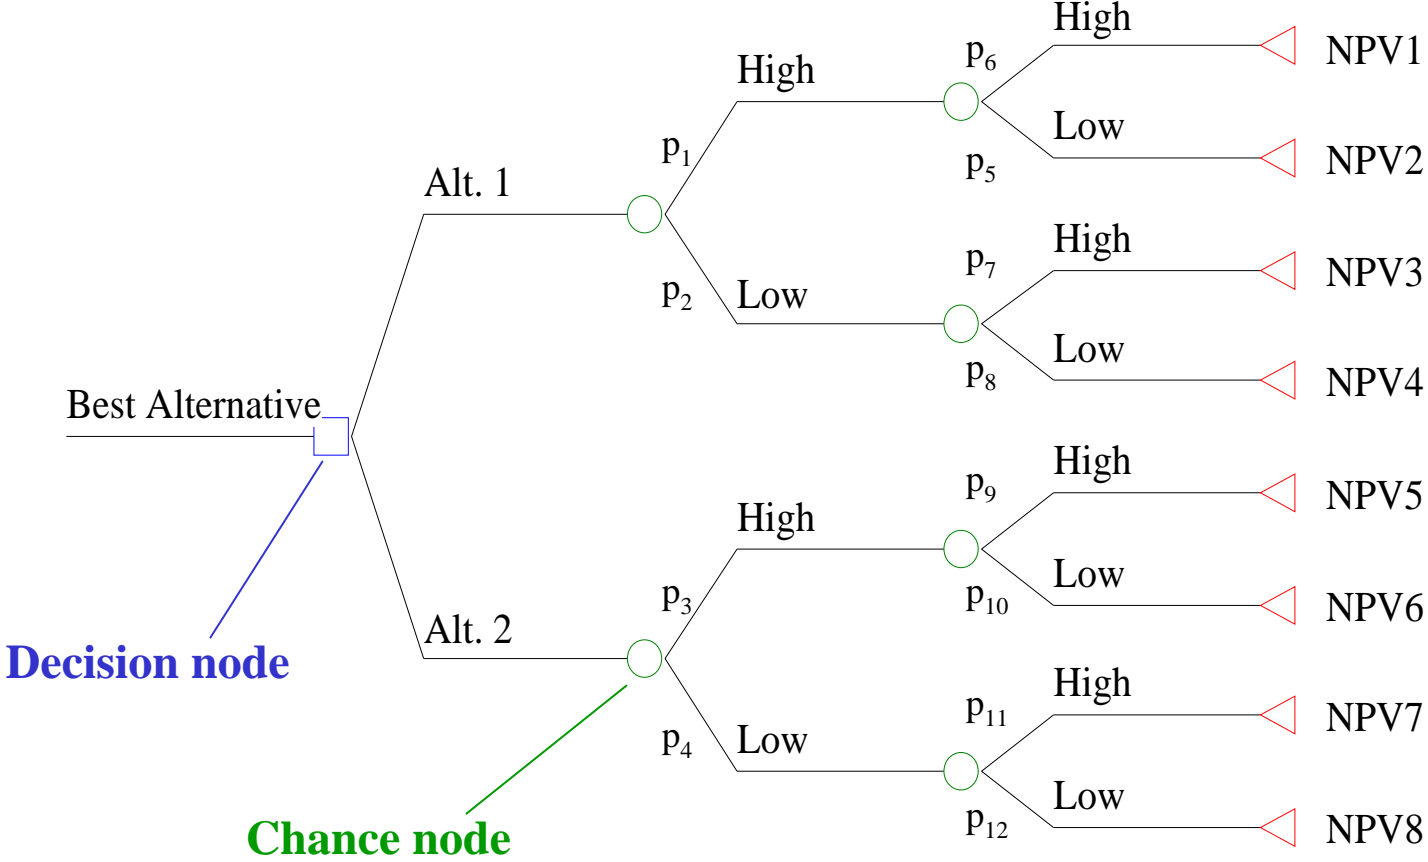 High
p6
NPV1
High
Low
p1
p5
NPV2
Alt. 1
High
p7
NPV3
p2
Low
Low
p8
NPV4
Best Alternative
High
p9
NPV5
High
Low
p3
p10
NPV6
Alt. 2
Decision node
High
p11
NPV7
p4
Low
Low
p12
NPV8
Chance node